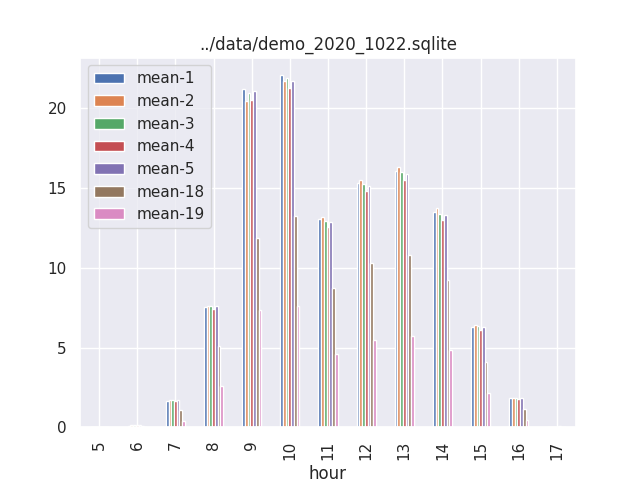 ../data/demo_2020_1022.sqlite
mean-1
mean-2
mean-3
mean-4
mean-5
mean-18
mean-19
20
15
10
5
0
5 6 7 8 9 10 11 12 13 14 15 16 17
hour